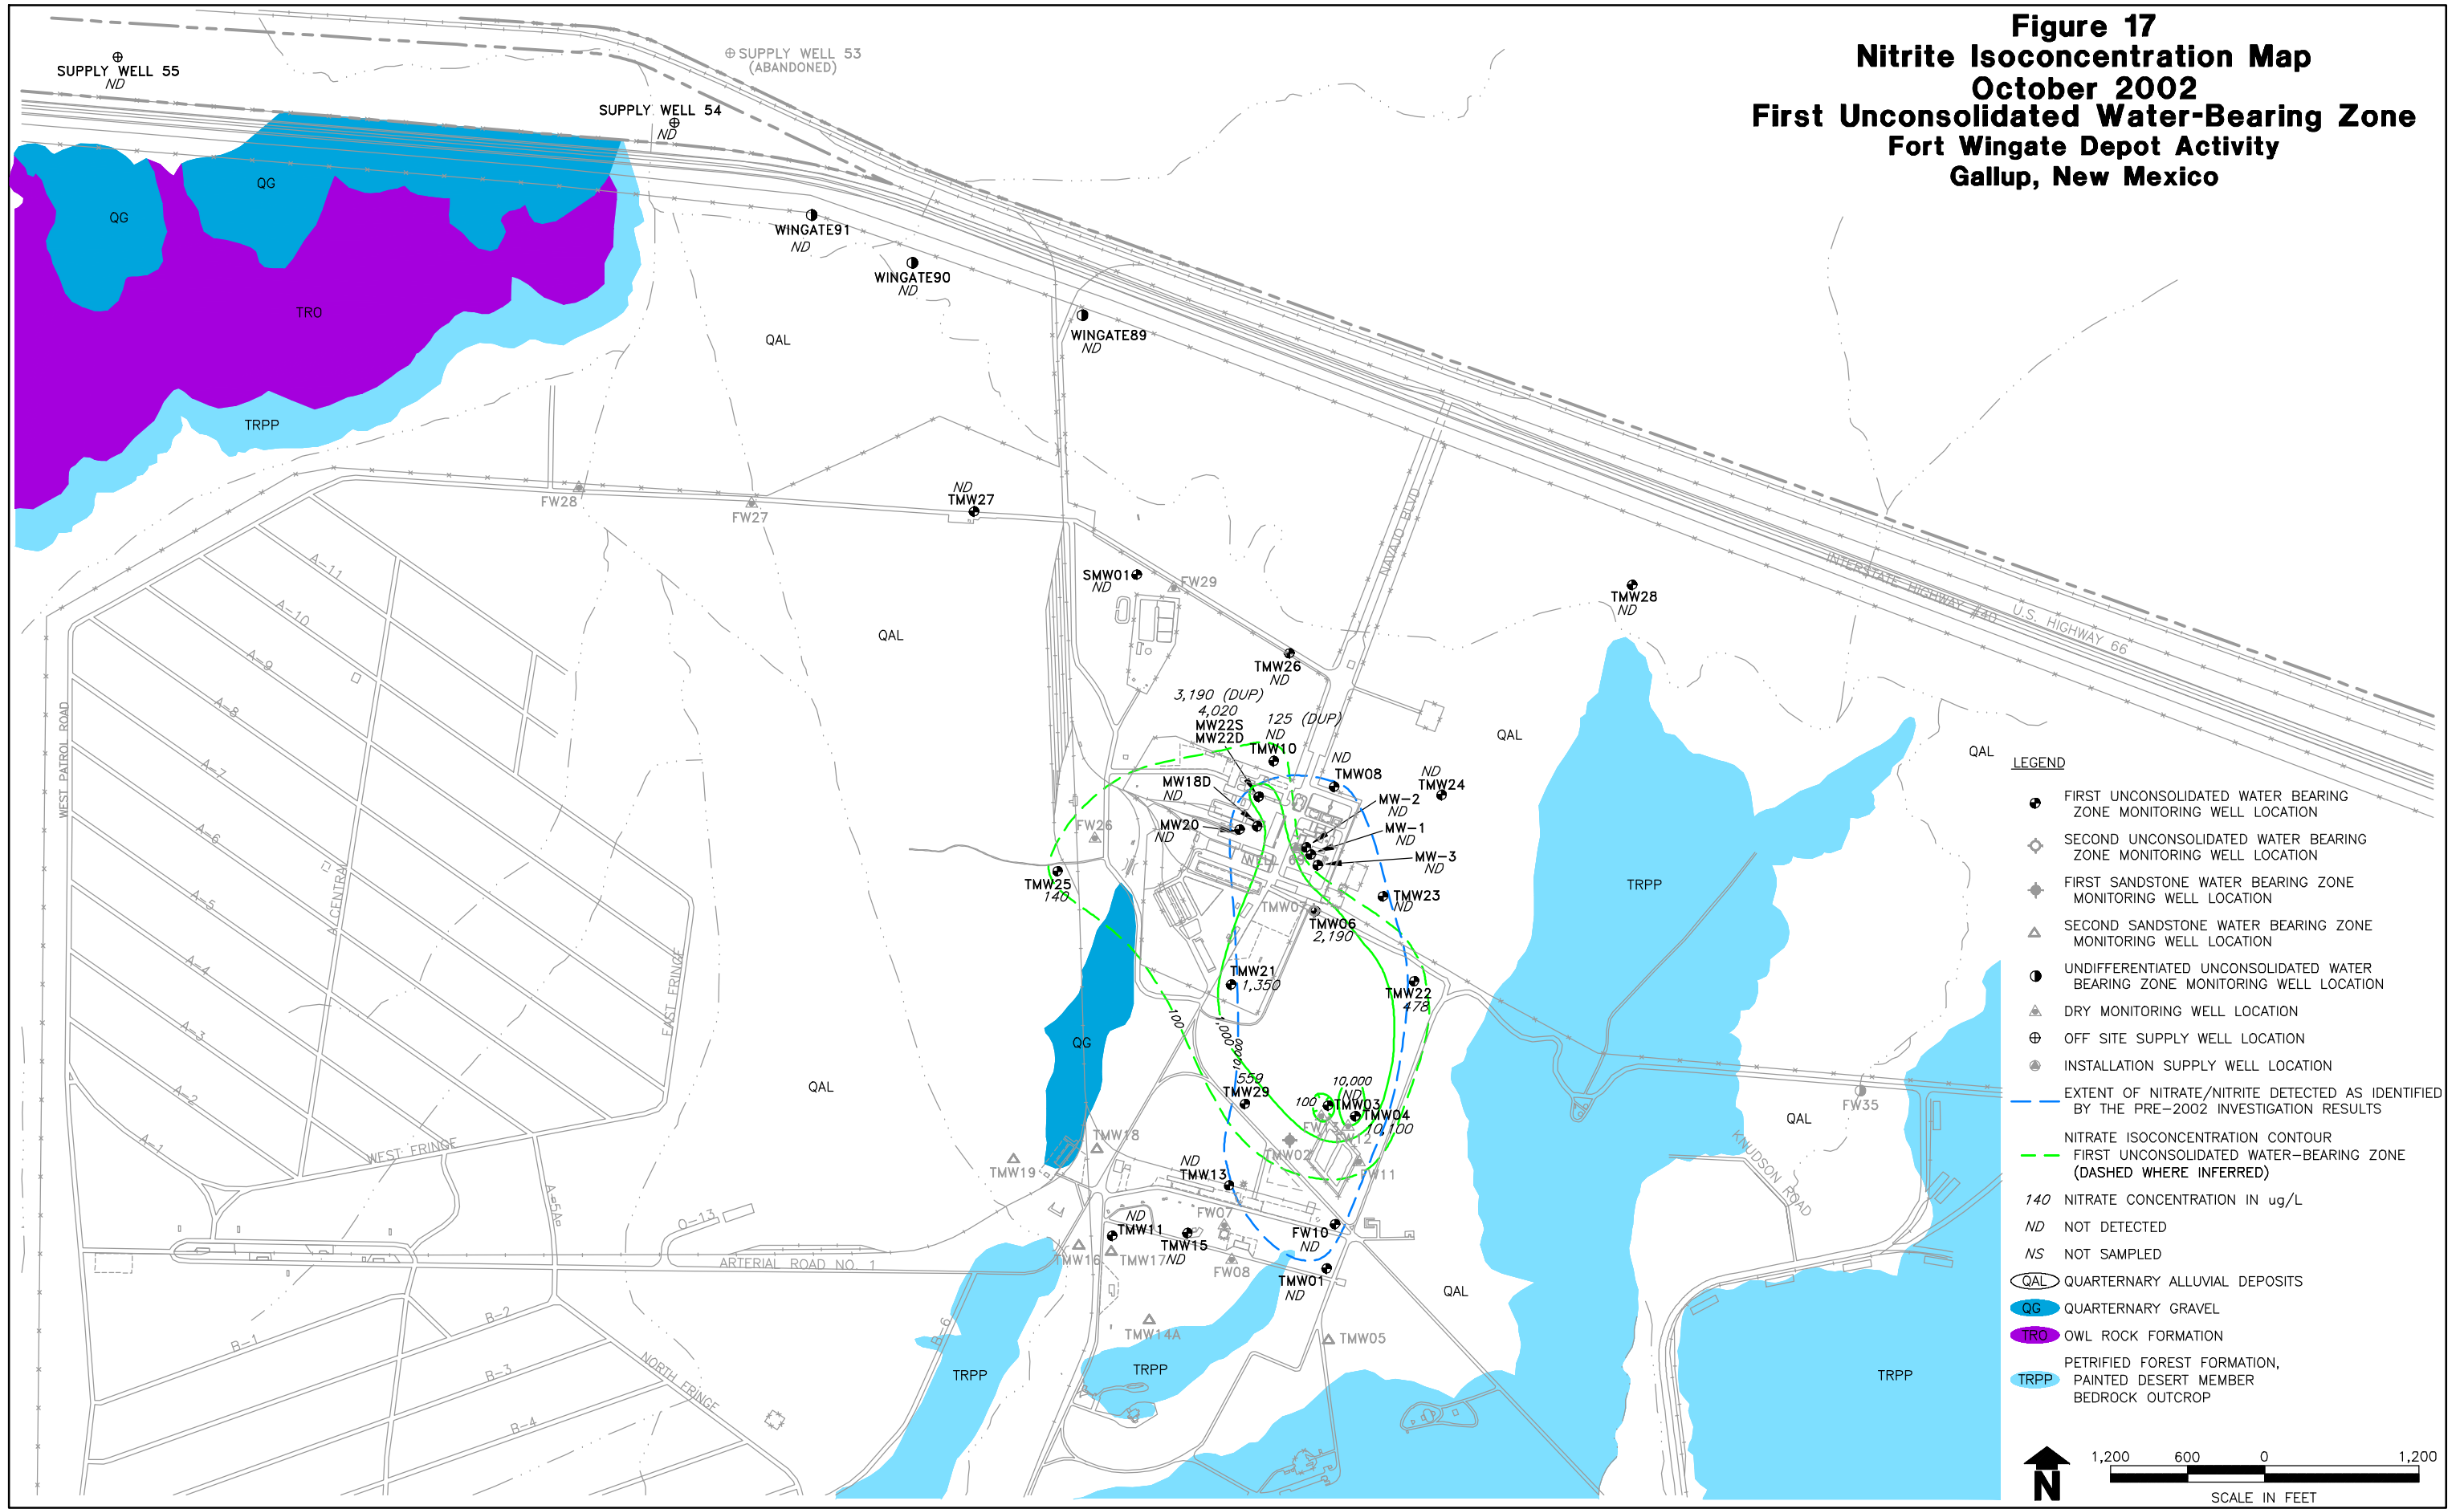 Figure 17
Nitrite Isoconcentration Map
October 2002
First Unconsolidated Water-Bearing Zone
Fort Wingate Depot Activity
Gallup, New Mexico
SUPPLY WELL 55
ND
SUPPLY WELL 53
(ABANDONED)
SUPPLY WELL 54
ND
QG
QG
TRO
TRPP
WINGATE91
ND
WINGATE90
ND
WINGATE89
ND
QAL
FW28
FW27
ND
TMW27
SMW01
ND
FW29
NAVAJO BLVD
INTERSTATE HIGHWAY #40
U.S. HIGHWAY 66
TMW28
ND
A-11
A-10
A-9
A-8
A-7
A-6
A-5
A-4
A-3
A-2
A-1
WEST PATROL ROAD
A CENTRAL
EAST FRINGE
WEST FRINGE
QAL
TMW26
ND
3,190 (DUP)
4,020
MW22S
MW22D
125 (DUP)
ND
TMW10
ND
TMW08
ND
TMW24
QAL
QAL
MW18D
ND
MW20
ND
MW-2
ND
MW-1
ND
MW-3
ND
FW26
WELL 69
TMW25
140
TMW07
TMW06
2,190
TMW23
ND
TRPP
TMW21
1,350
TMW22
478
100
1,000
10,000
QG
QAL
559
TMW29
10,000
ND
100
TMW03
TMW04
10,100
FW13
FW12
TMW02
FW11
TMW18
TMW19
ND
TMW13
FW07
FW10
ND
ND
TMW11
TMW15
ND
TMW16
TMW17
FW08
TMW01
ND
QAL
TMW14A
TMW05
TRPP
TRPP
TRPP
A-5A
O-13
ARTERIAL ROAD NO. 1
B-1
B-2
B-3
B-4
B-6
NORTH FRINGE
QAL
FW35
KNUDSON ROAD
LEGEND
FIRST UNCONSOLIDATED WATER BEARING
ZONE MONITORING WELL LOCATION
SECOND UNCONSOLIDATED WATER BEARING
ZONE MONITORING WELL LOCATION
FIRST SANDSTONE WATER BEARING ZONE
MONITORING WELL LOCATION
SECOND SANDSTONE WATER BEARING ZONE
MONITORING WELL LOCATION
UNDIFFERENTIATED UNCONSOLIDATED WATER
BEARING ZONE MONITORING WELL LOCATION
DRY MONITORING WELL LOCATION
OFF SITE SUPPLY WELL LOCATION
INSTALLATION SUPPLY WELL LOCATION
EXTENT OF NITRATE/NITRITE DETECTED AS IDENTIFIED
BY THE PRE-2002 INVESTIGATION RESULTS
NITRATE ISOCONCENTRATION CONTOUR
FIRST UNCONSOLIDATED WATER-BEARING ZONE
(DASHED WHERE INFERRED)
140 NITRATE CONCENTRATION IN ug/L
ND NOT DETECTED
NS NOT SAMPLED
QAL QUARTERNARY ALLUVIAL DEPOSITS
QG QUARTERNARY GRAVEL
TRO OWL ROCK FORMATION
TRPP PETRIFIED FOREST FORMATION,
PAINTED DESERT MEMBER
BEDROCK OUTCROP
N
1,200 600 0 1,200
SCALE IN FEET